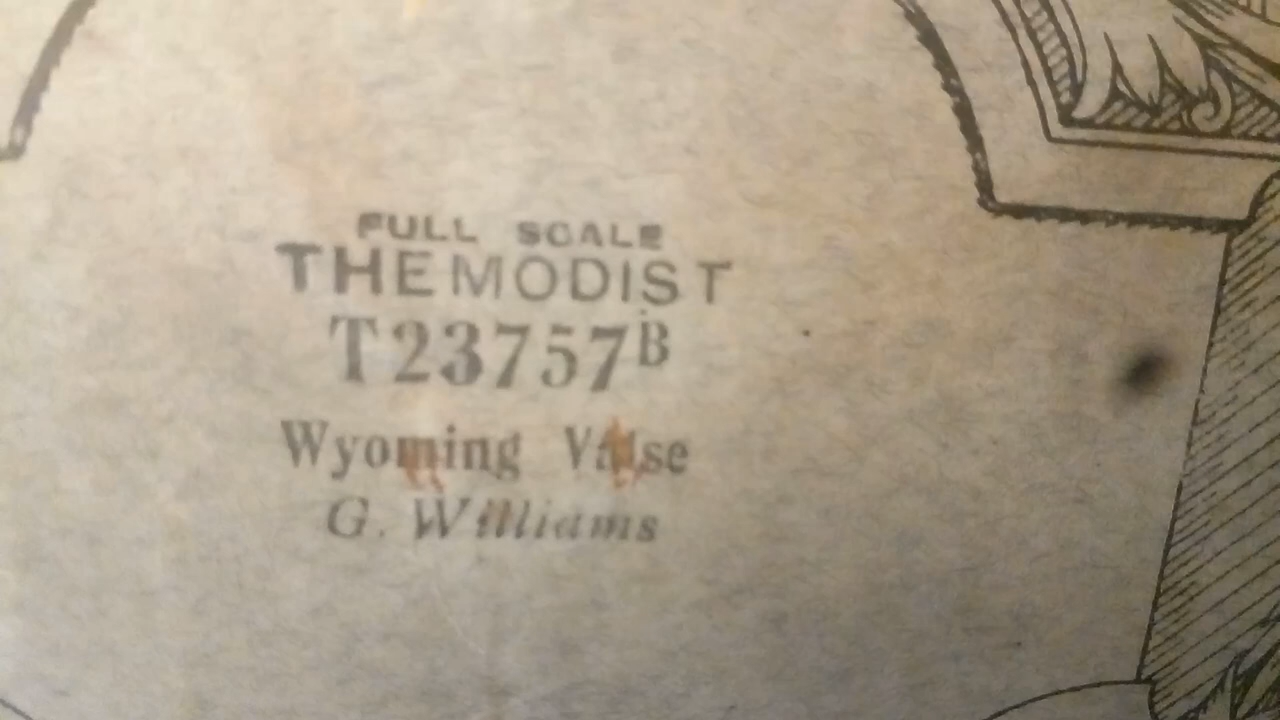 FULL SCALE
THEMODIST
T23757B
Wyoming Valse
G. Williams